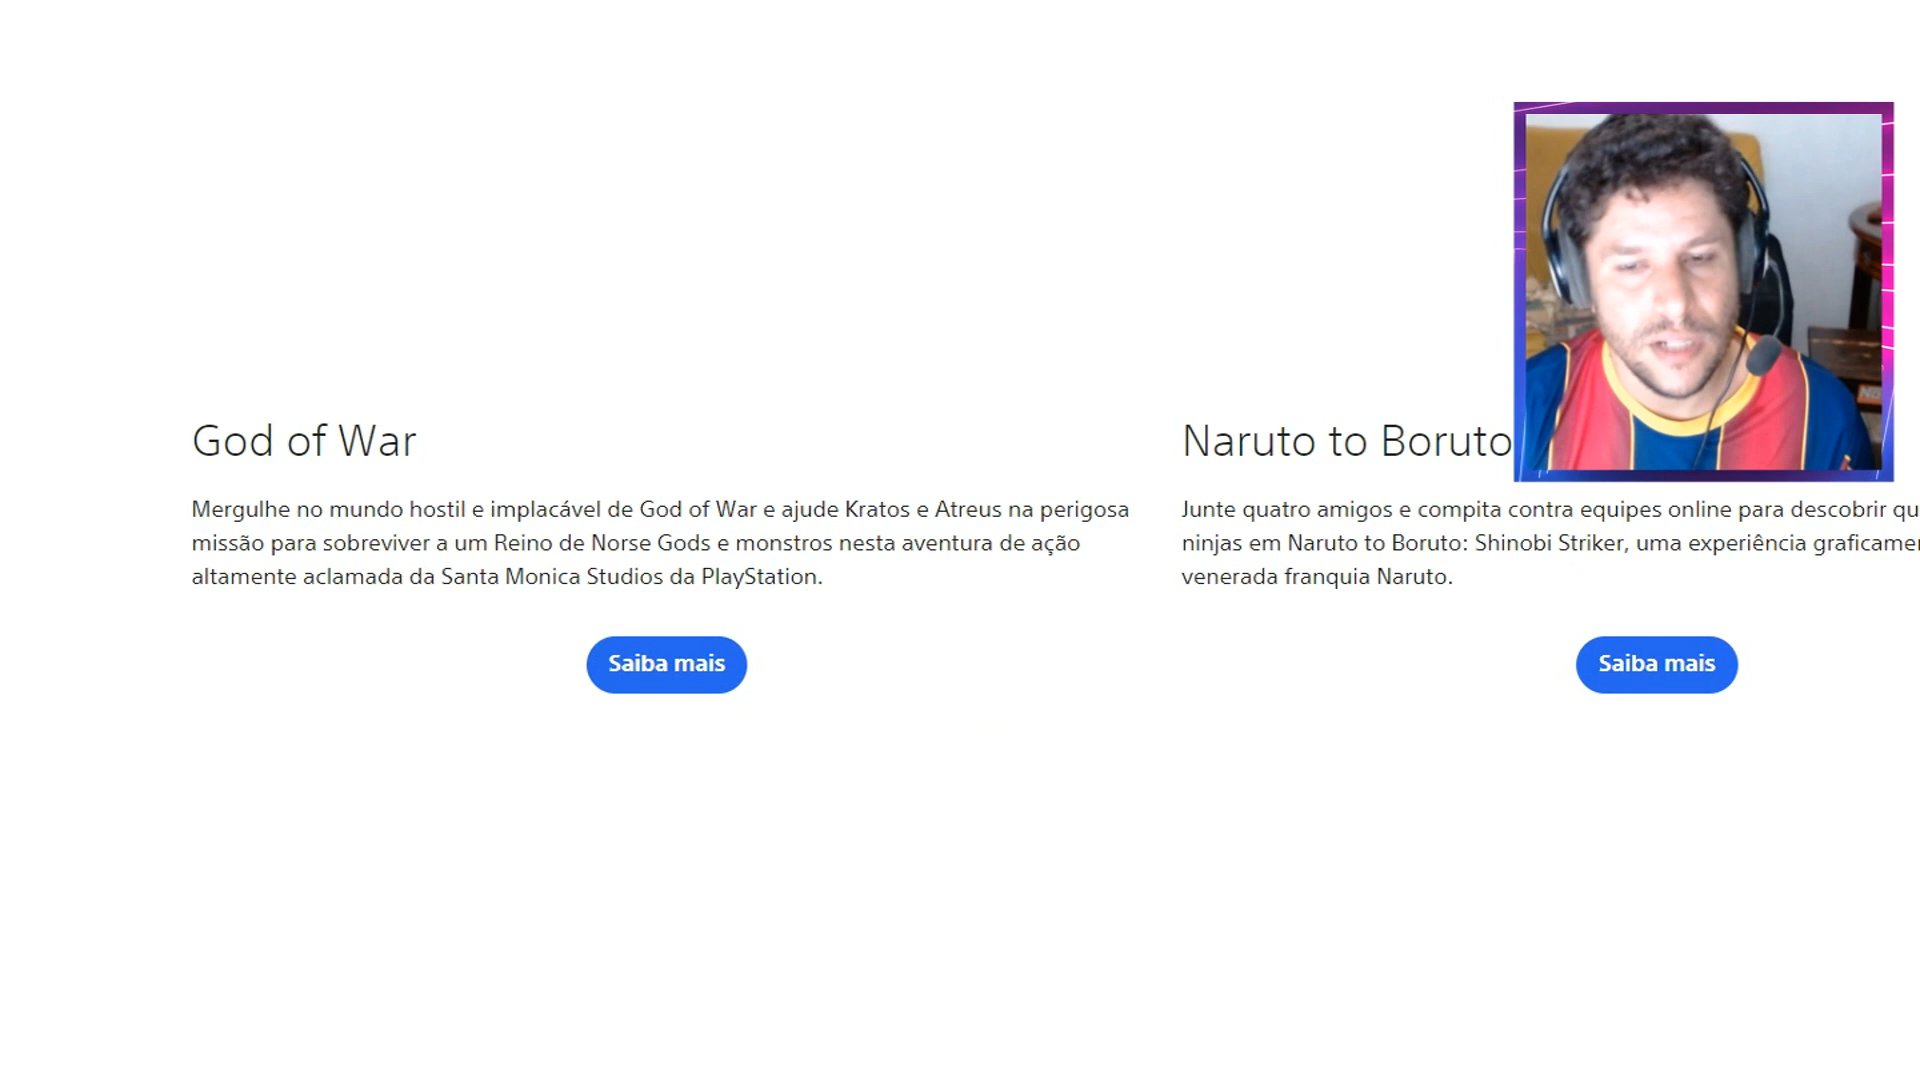 God of War
Mergulhe no mundo hostil e implacável de God of War e ajude Kratos e Atreus na perigosa
missão para sobreviver a um Reino de Norse Gods e monstros nesta aventura de ação
altamente aclamada da Santa Monica Studios da PlayStation.
Saiba mais
Naruto to Boruto
Junte quatro amigos e compita contra equipes online para descobrir
ninjas em Naruto to Boruto: Shinobi Striker, uma experiência
venerada franquia Naruto.
Saiba mais